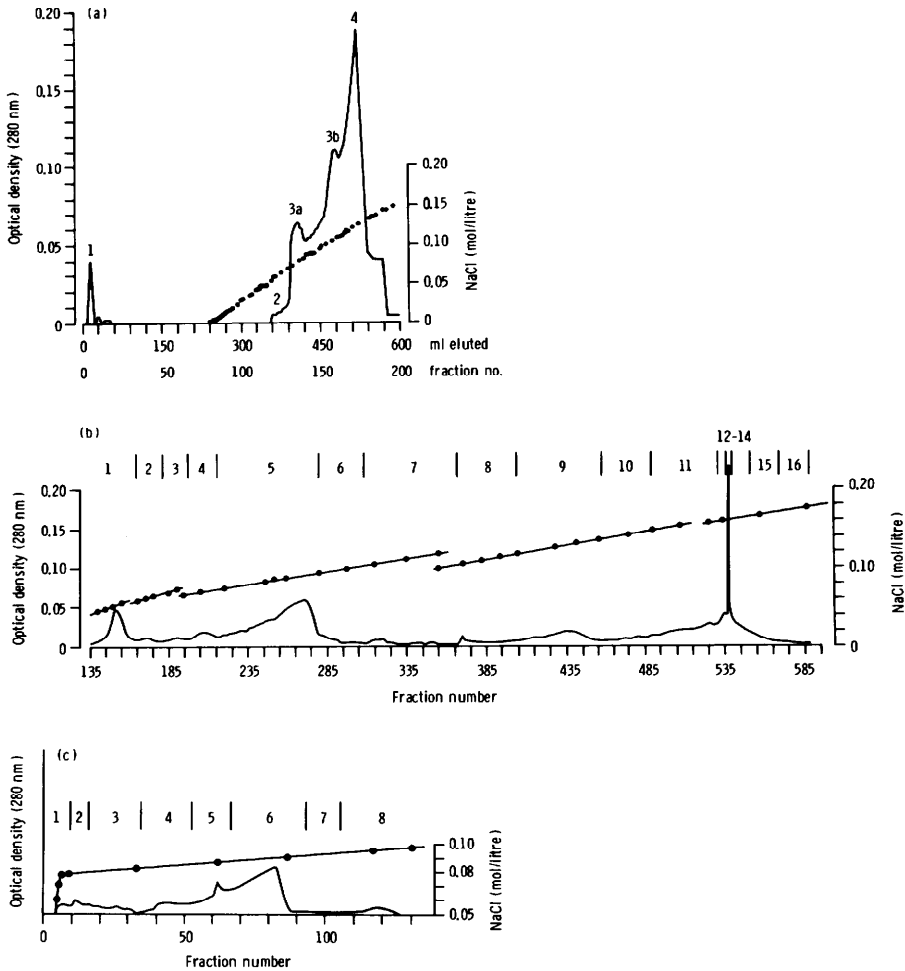 (a)
0.20
0.15
0.10
0.05
0
Optical density (280 nm)
1
2
3a
3b
4
0.20
0.15
0.10
0.05
0
NaCl (mol/litre)
0 150 300 450 600 ml eluted
0 50 100 150 200 fraction no.
(b)
12-14
1 2 3 4 5 6 7 8 9 10 11 15 16
0.20
0.15
0.10
0.05
0
Optical density (280 nm)
0.20
0.10
0
NaCl (mol/litre)
135 185 235 285 335 385 435 485 535 585
Fraction number
(c)
Optical density (280 nm)
1 2 3 4 5 6 7 8
0.10
0.08
0.05
NaCl (mol/litre)
0 50 100
Fraction number